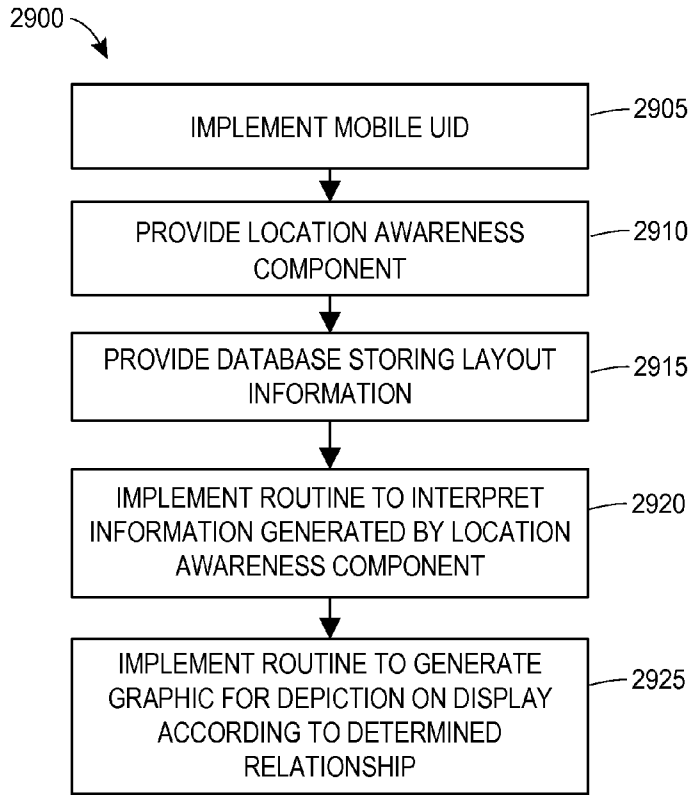 2900
IMPLEMENT MOBILE UID
2905
PROVIDE LOCATION AWARENESS
COMPONENT
2910
PROVIDE DATABASE STORING LAYOUT
INFORMATION
2915
IMPLEMENT ROUTINE TO INTERPRET
INFORMATION GENERATED BY LOCATION
AWARENESS COMPONENT
2920
IMPLEMENT ROUTINE TO GENERATE
GRAPHIC FOR DEPICTION ON DISPLAY
ACCORDING TO DETERMINED
RELATIONSHIP
2925